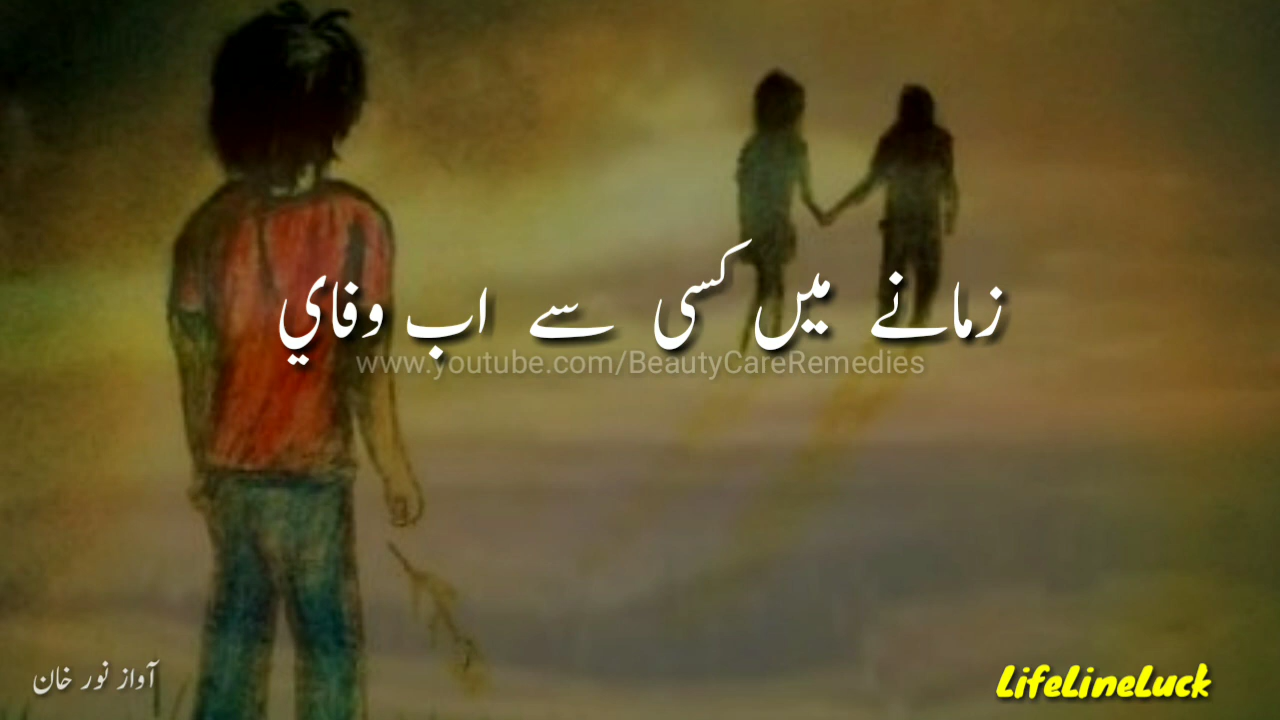 زمانے میں کسی سے اب وفاي
www.youtube.com/BeautyCareRemedies
آواز نور خان
LifeLineLuck